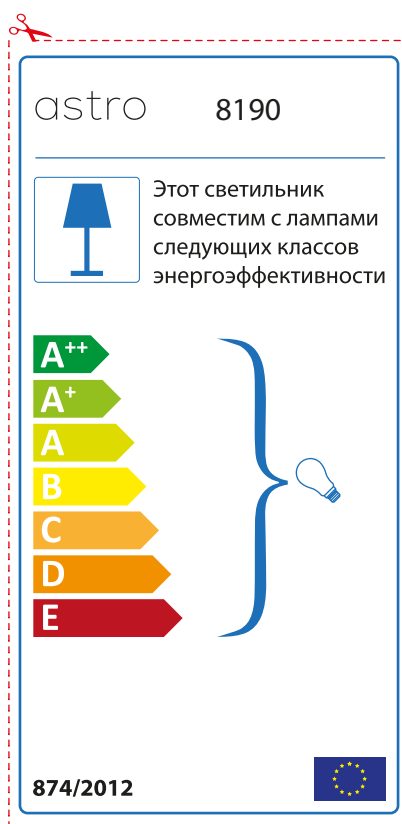 astro 8190
Этот светильник
совместим с лампами
следующих классов
энергоэффективности
A++
A+
A
B
C
D
E
874/2012